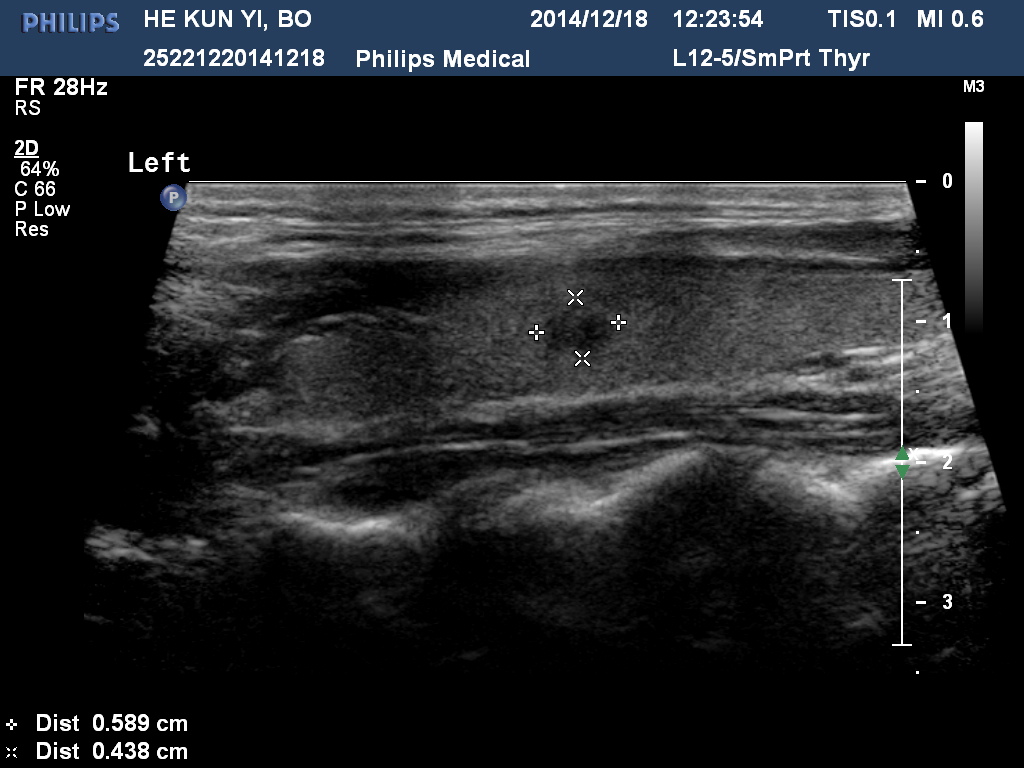 PHILIPS HE KUN YI, BO 2014/12/18 12:23:54 TIS0.1 MI 0.6
25221220141218 Philips Medical L12-5/SmPrt Thyr
FR 28Hz
M3
RS
2D
64%
C 66
P Low
Res
Left
P
0
1
2
3
Dist 0.589 cm
Dist 0.438 cm